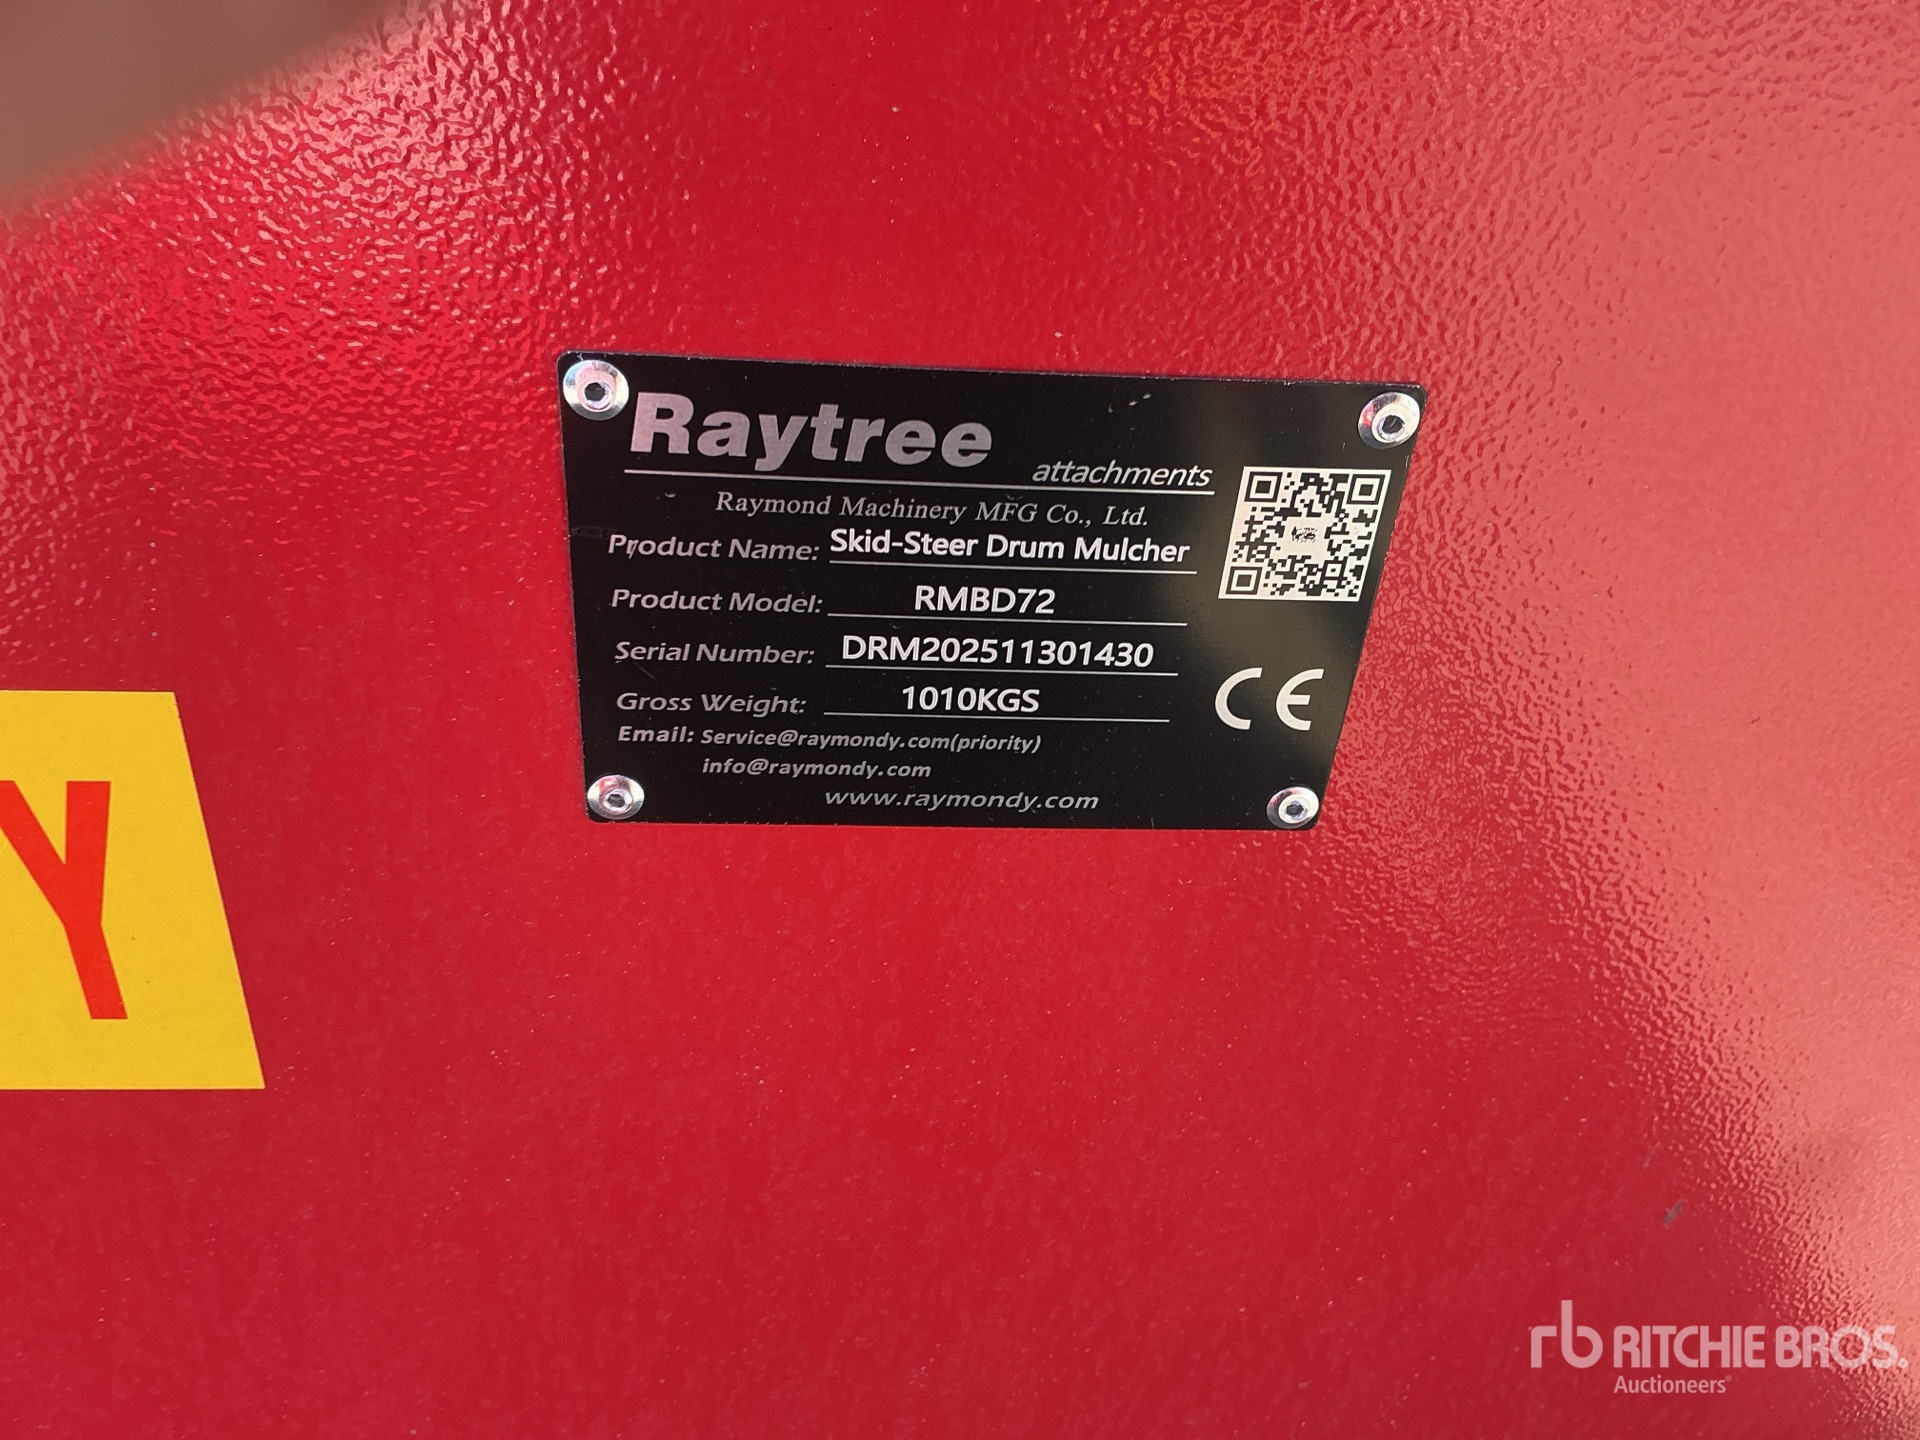 Raytree
attachments
Raymond Machinery MFG Co., Ltd.
Product Name: Skid-Steer Drum Mulcher
Product Model: RMBD72
Serial Number: DRM202511301430
Gross Weight: 1010KGS
Email: Service@raymondy.com(priority)
info@raymondy.com
www.raymondy.com
CE
Y
rb RITCHIE BROS.
Auctioneers